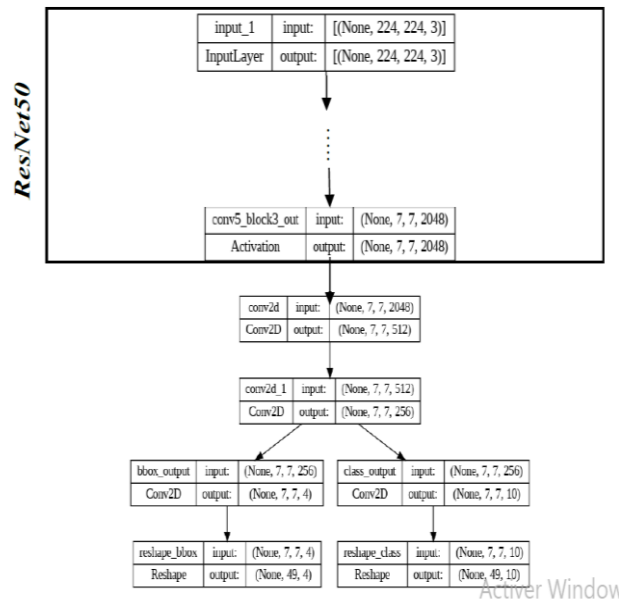 ResNet50
input_1 input: [(None, 224, 224, 3)]
InputLayer output: [(None, 224, 224, 3)]
conv5_block3_out input: (None, 7, 7, 2048)
Activation output: (None, 7, 7, 2048)
conv2d input: (None, 7, 7, 2048)
Conv2D output: (None, 7, 7, 512)
conv2d_1 input: (None, 7, 7, 512)
Conv2D output: (None, 7, 7, 256)
bbox_output input: (None, 7, 7, 256)
Conv2D output: (None, 7, 7, 4)
class_output input: (None, 7, 7, 256)
Conv2D output: (None, 7, 7, 10)
reshape_bbox input: (None, 7, 7, 4)
Reshape output: (None, 49, 4)
reshape_class input: (None, 7, 7, 10)
Reshape output: (None, 49, 10)
Activer Window